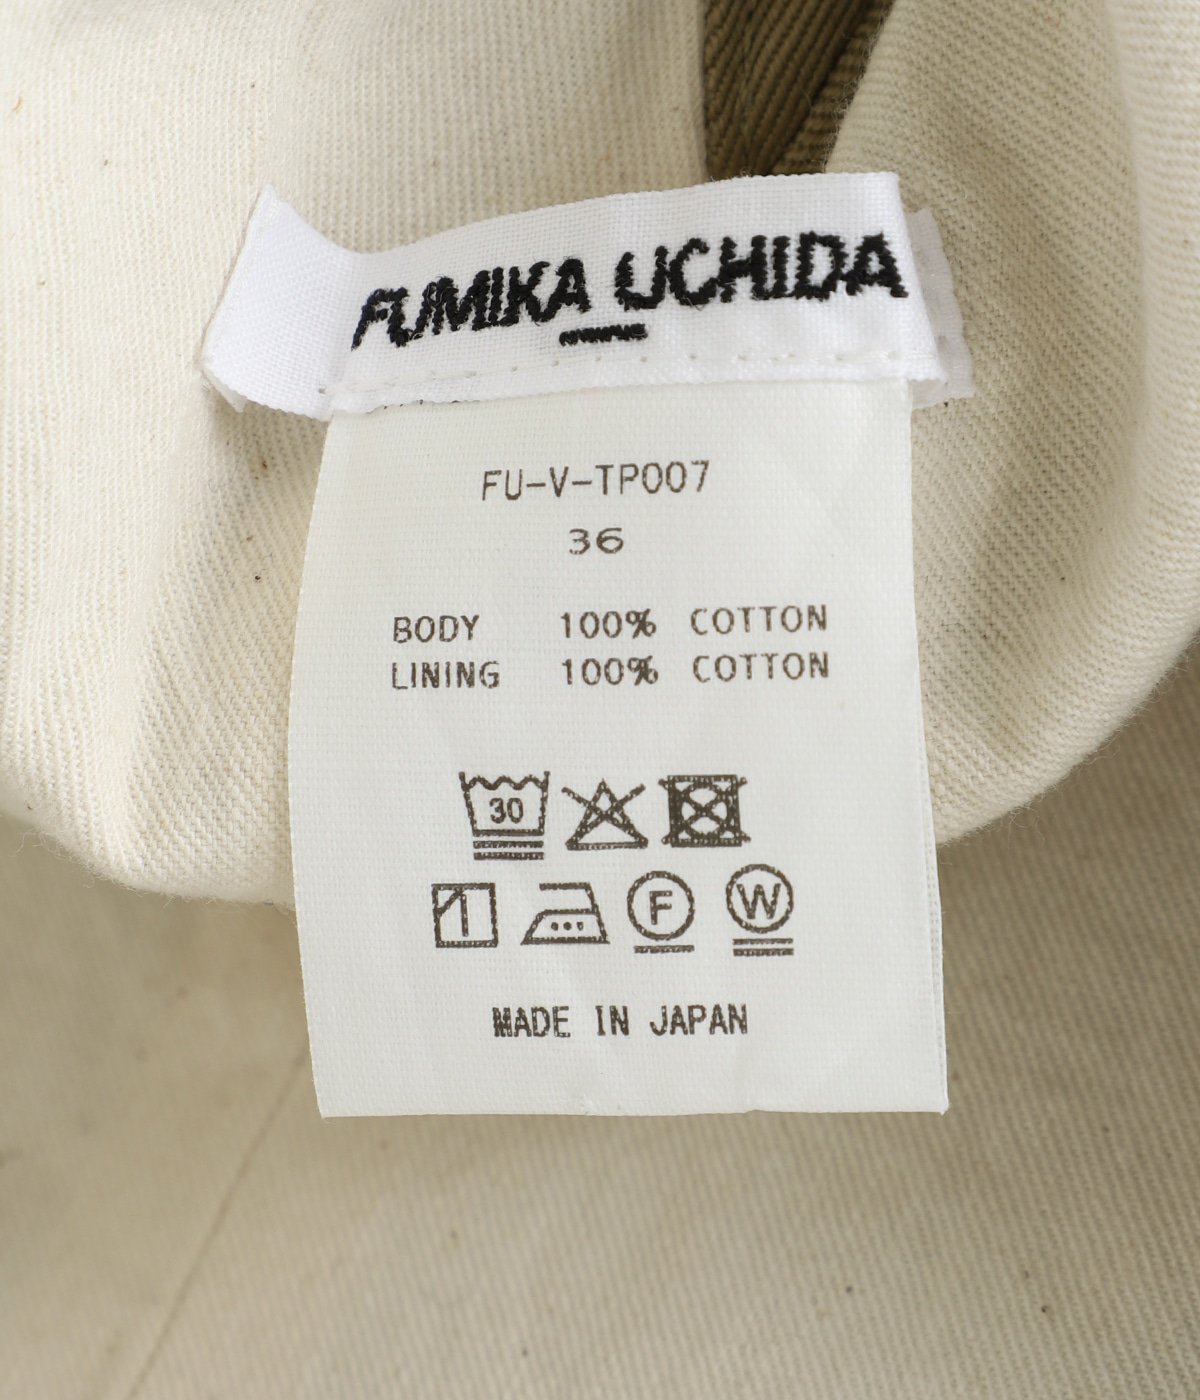 FUMIKA UCHIDA
FU-V-TP007
36
BODY 100% COTTON
LINING 100% COTTON
30
F W
MADE IN JAPAN